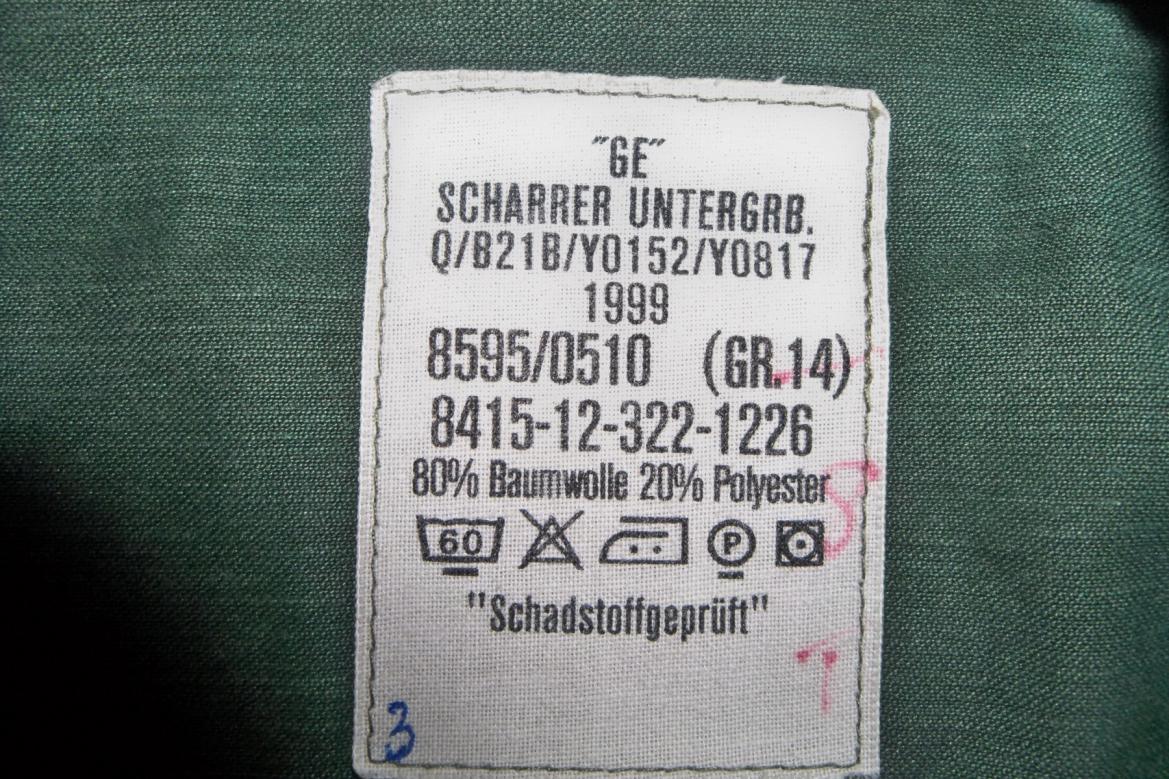 "GE"
SCHARRER UNTERGRB.
Q/B21B/Y0152/Y0817
1999
8595/0510 (GR.14)
8415-12-322-1226
80% Baumwolle 20% Polyester
60 P
"Schadstoffgeprüft"
3